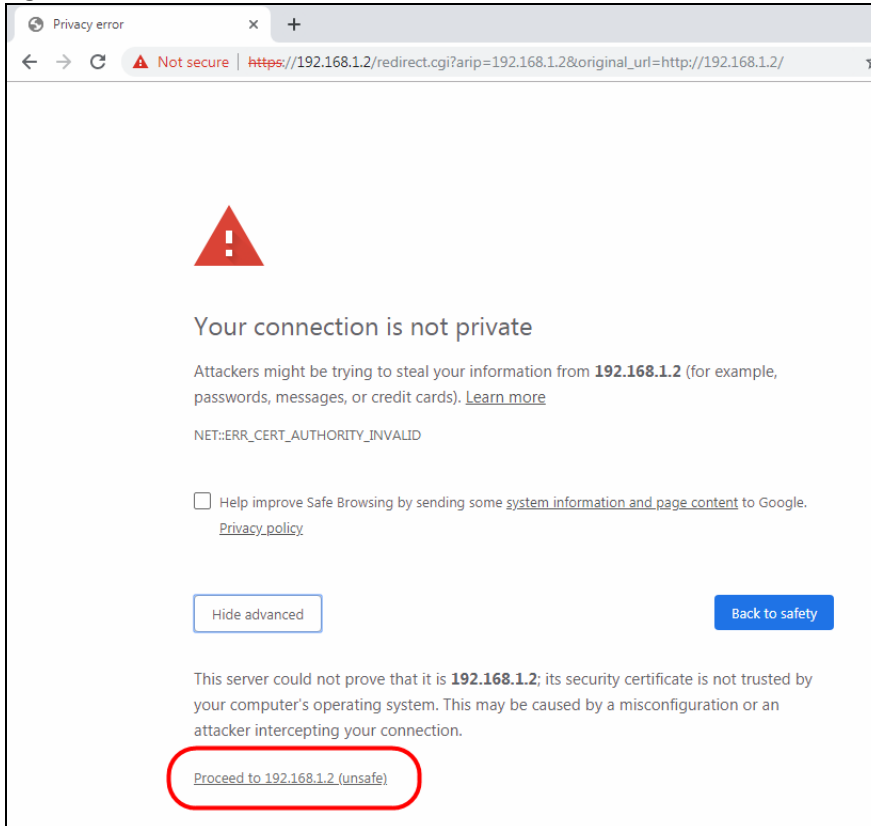 Privacy error
Not secure | https://192.168.1.2/redirect.cgi?arip=192.168.1.2&original_url=http://192.168.1.2/
Your connection is not private
Attackers might be trying to steal your information from 192.168.1.2 (for example,
passwords, messages, or credit cards). Learn more
NET::ERR_CERT_AUTHORITY_INVALID
Help improve Safe Browsing by sending some system information and page content to Google.
Privacy policy
Hide advanced Back to safety
This server could not prove that it is 192.168.1.2; its security certificate is not trusted by
your computer's operating system. This may be caused by a misconfiguration or an
attacker intercepting your connection.
Proceed to 192.168.1.2 (unsafe)